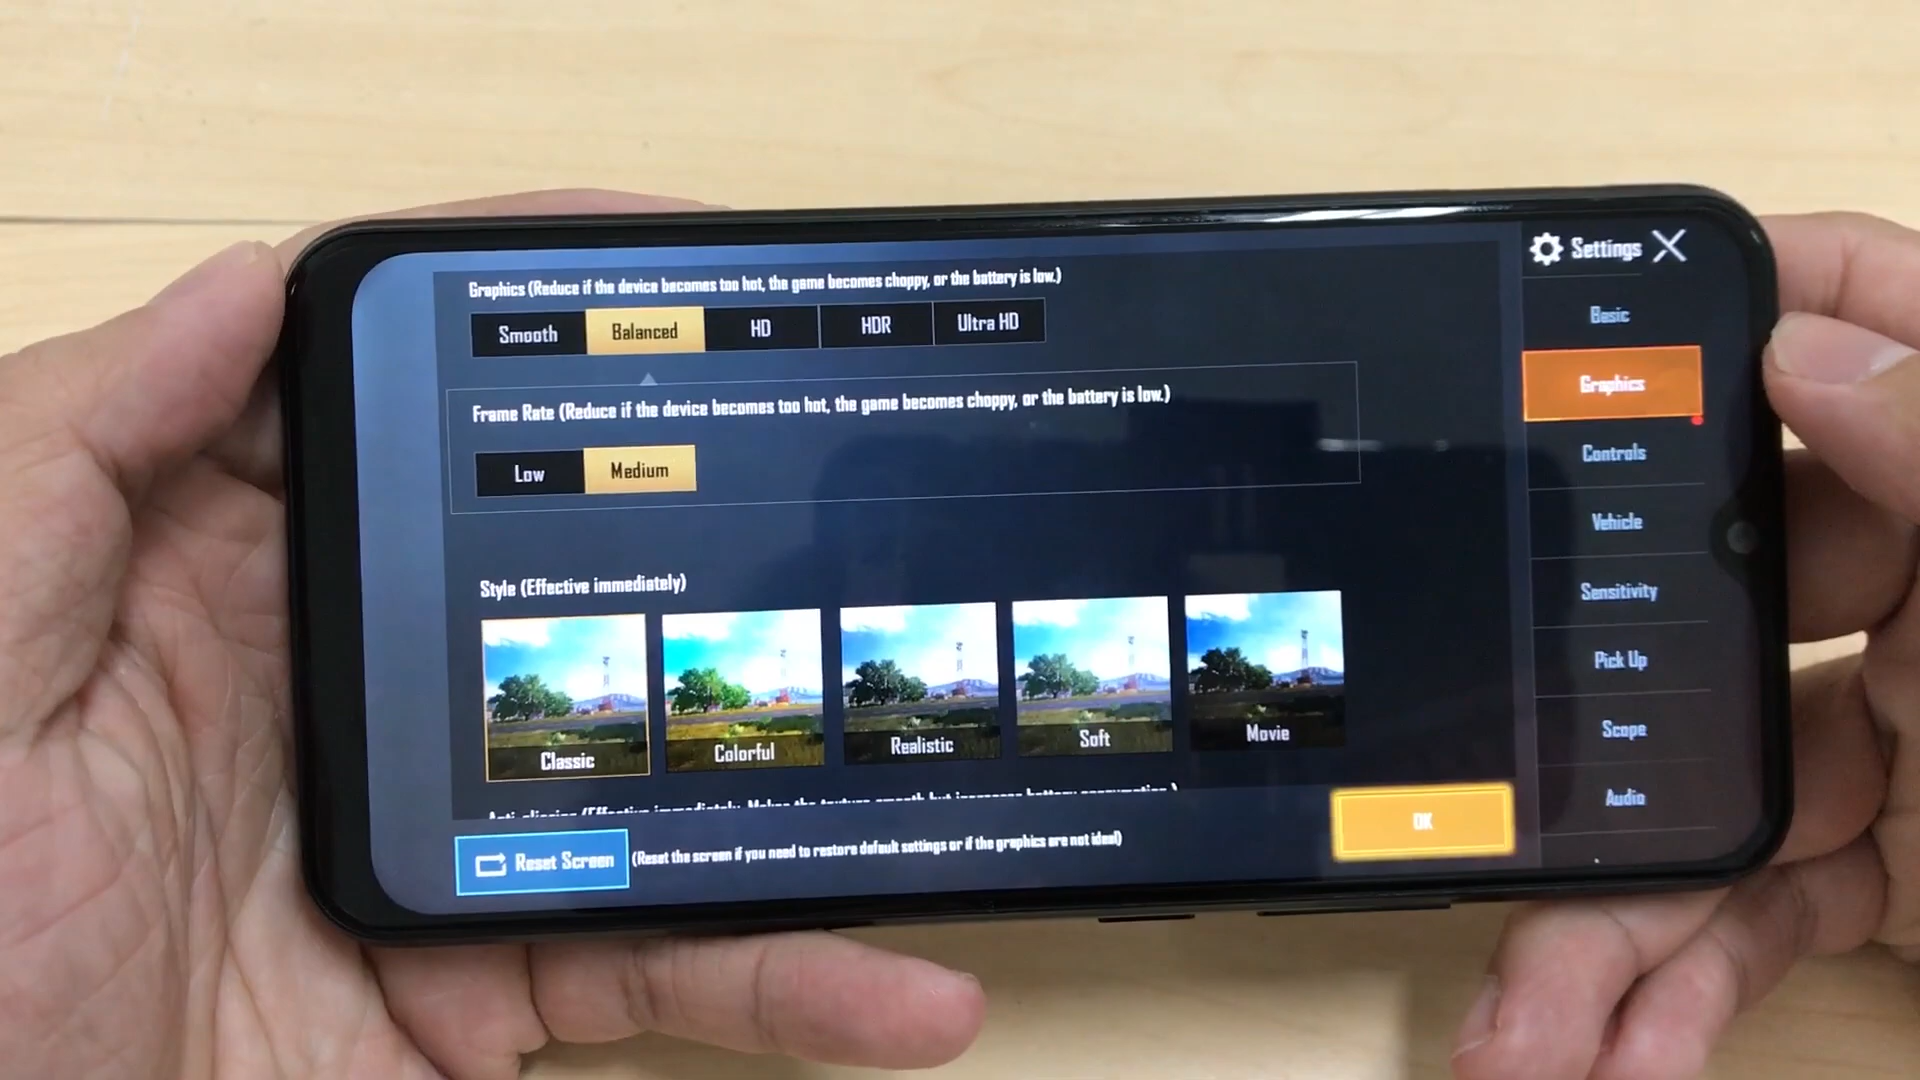 Graphics (Reduce if the device becomes too hot, the game becomes choppy, or the battery is low.)
Smooth
Balanced
HD
HDR
Ultra HD
Frame Rate (Reduce if the device becomes too hot, the game becomes choppy, or the battery is low.)
Low
Medium
Style (Effective immediately)
Classic
Colorful
Realistic
Soft
Movie
Reset Screen
(Reset the screen if you need to restore default settings or if the graphics are not ideal)
OK
Settings
Basic
Graphics
Controls
Vehicle
Sensitivity
Pick Up
Scope
Audio